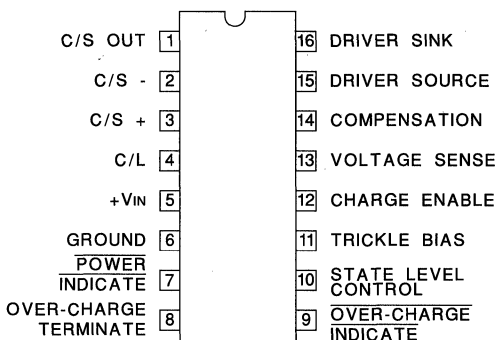 C/S OUT 1 16 DRIVER SINK
C/S - 2 15 DRIVER SOURCE
C/S + 3 14 COMPENSATION
C/L 4 13 VOLTAGE SENSE
+VIN 5 12 CHARGE ENABLE
GROUND 6 11 TRICKLE BIAS
POWER
INDICATE 7 10 STATE LEVEL
CONTROL
OVER-CHARGE
TERMINATE 8 9 OVER-CHARGE
INDICATE